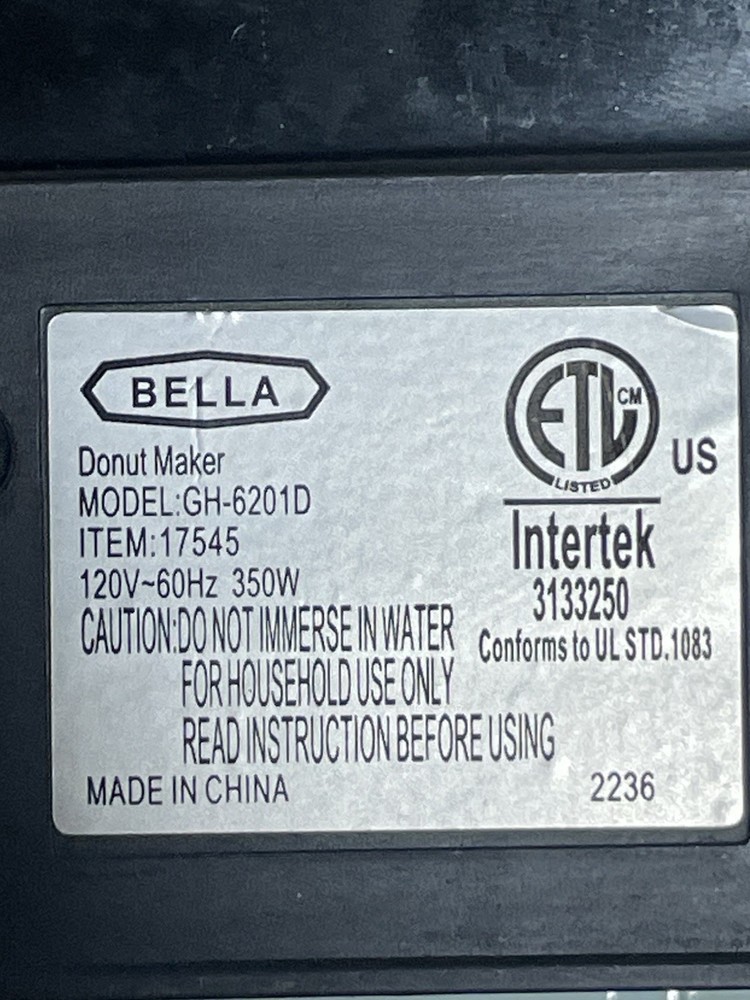 BELLA
Donut Maker
MODEL:GH-6201D
ITEM:17545
120V~60Hz 350W
CAUTION:DO NOT IMMERSE IN WATER
FOR HOUSEHOLD USE ONLY
READ INSTRUCTION BEFORE USING
MADE IN CHINA
ETL CM
LISTED
US
Intertek
3133250
Conforms to UL STD.1083
2236